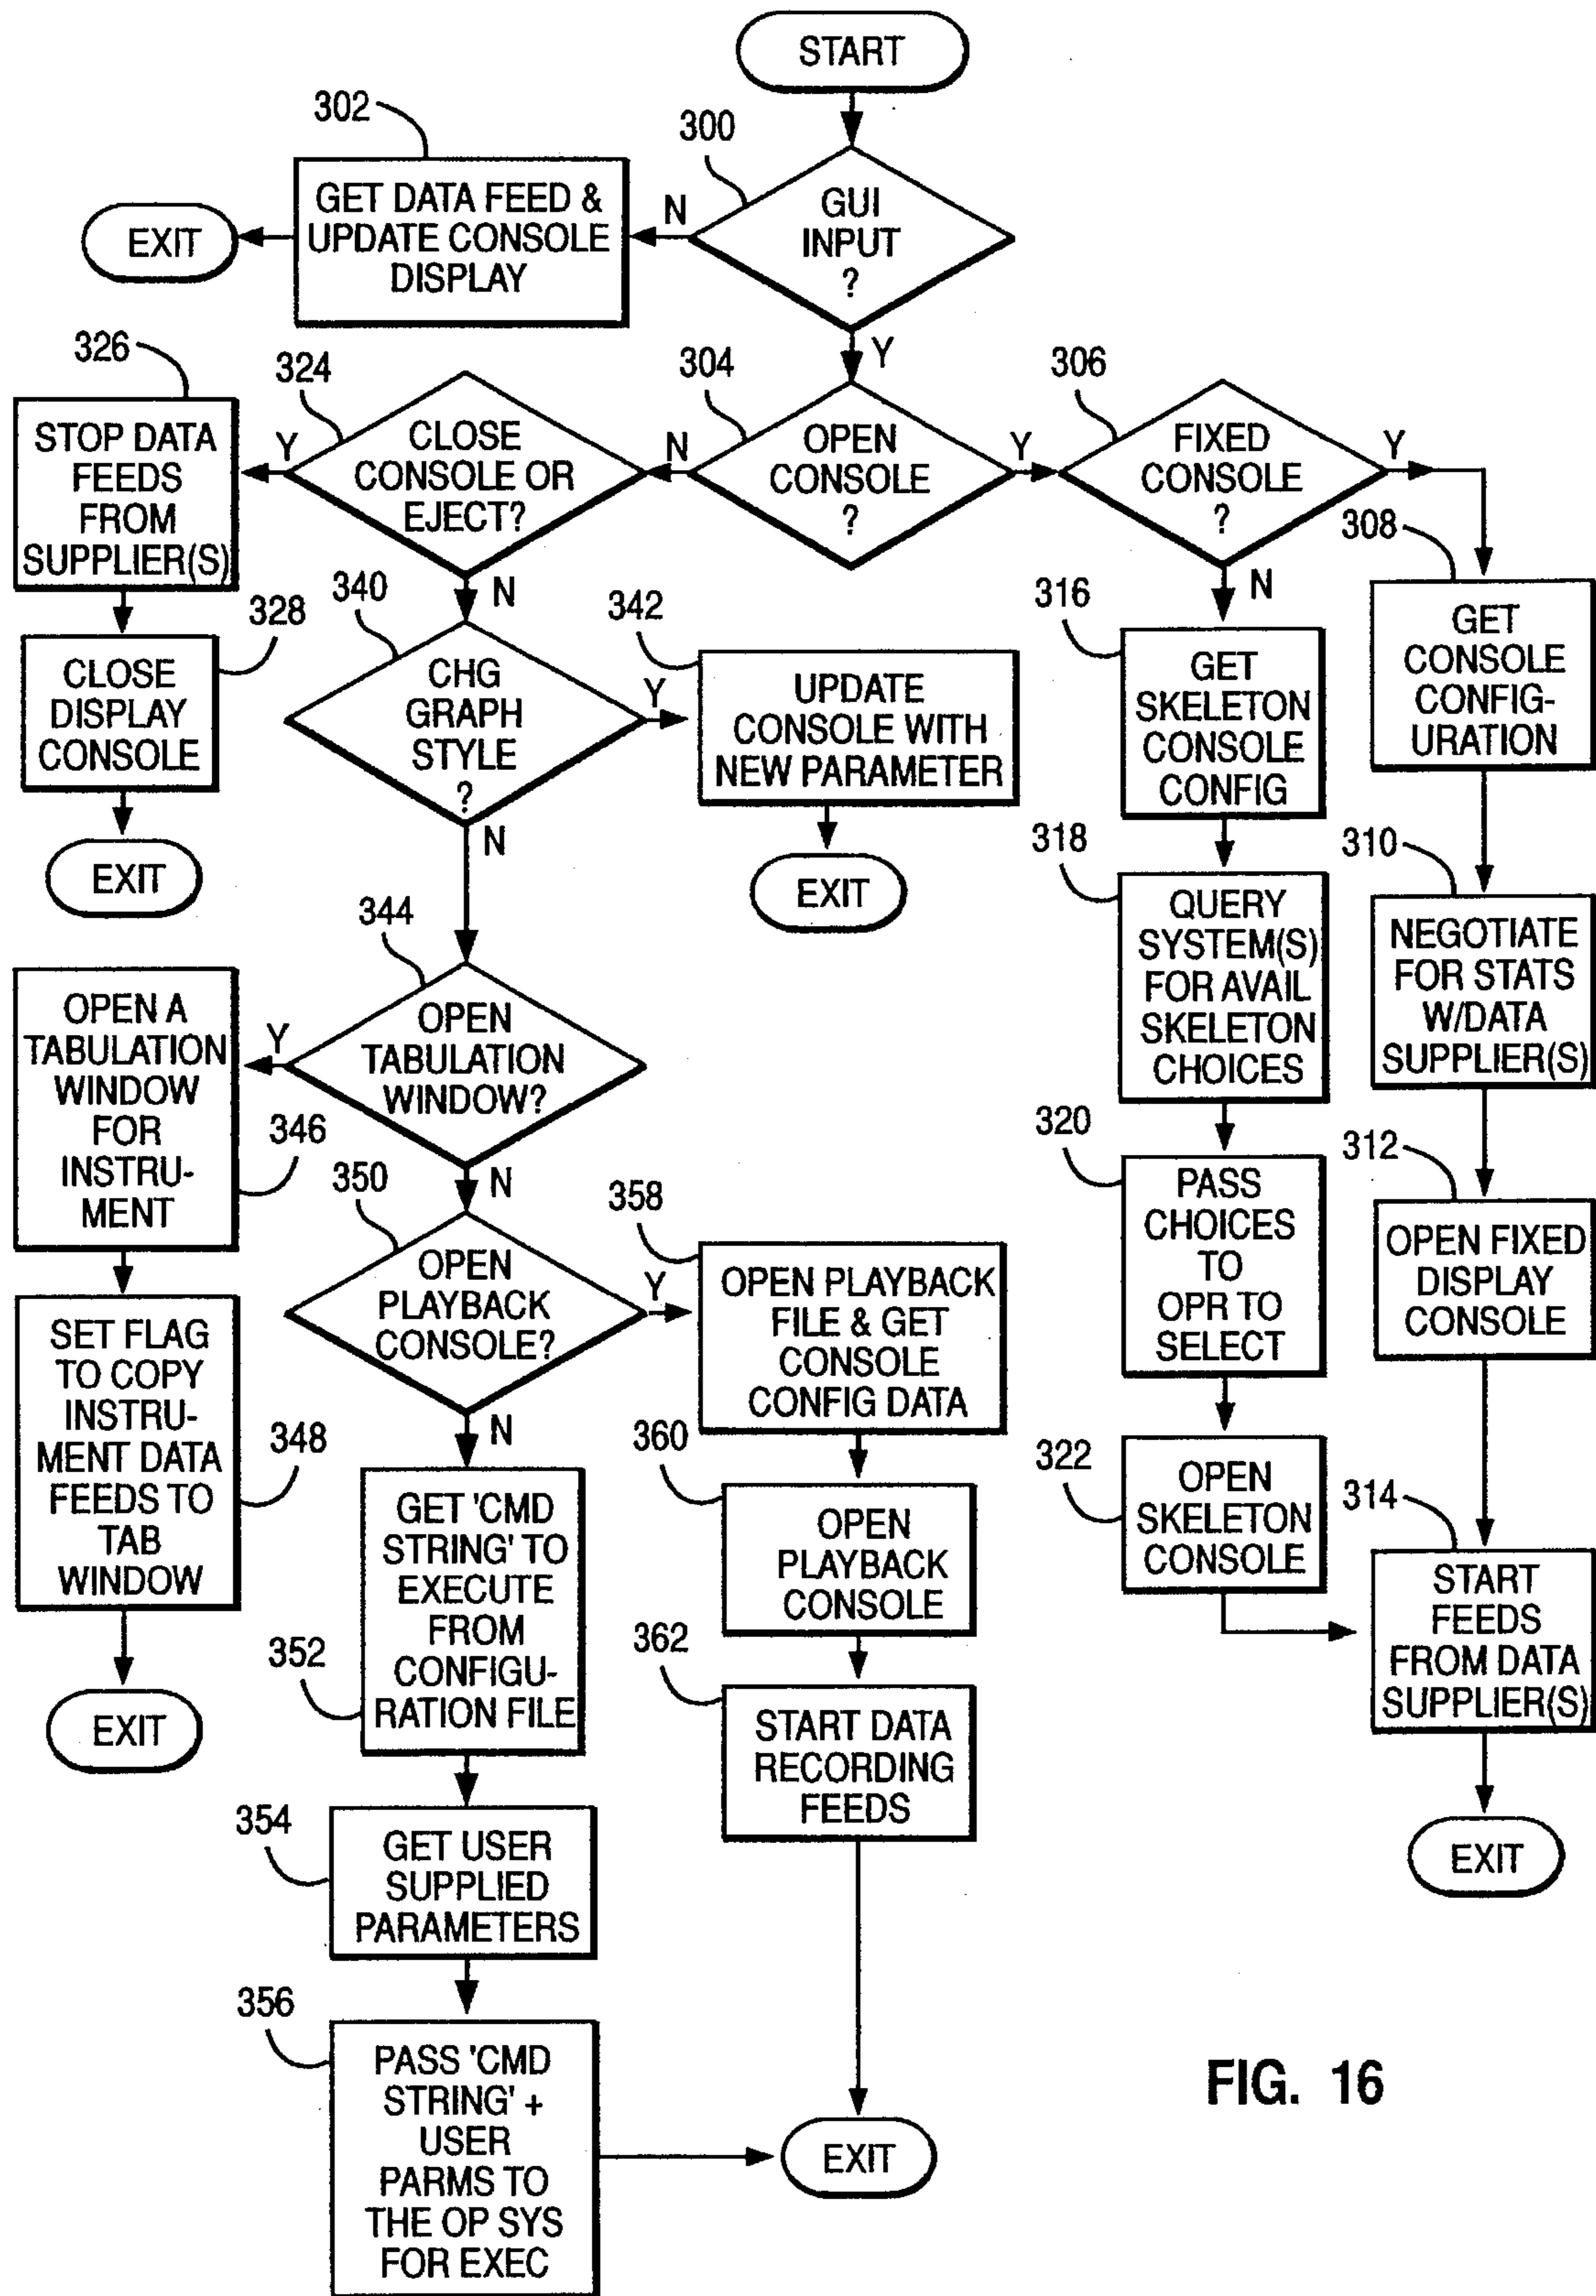 START
302
300
GET DATA FEED &
UPDATE CONSOLE
DISPLAY
EXIT
N
GUI
INPUT
?
Y
326
324
304
306
STOP DATA
FEEDS
FROM
SUPPLIER(S)
Y
CLOSE
CONSOLE OR
EJECT?
N
OPEN
CONSOLE
?
Y
FIXED
CONSOLE
?
Y
308
N
340
N
328
CLOSE
DISPLAY
CONSOLE
EXIT
CHG
GRAPH
STYLE
?
Y
342
UPDATE
CONSOLE WITH
NEW PARAMETER
EXIT
N
316
GET
SKELETON
CONSOLE
CONFIG
GET
CONSOLE
CONFIG-
URATION
318
QUERY
SYSTEM(S)
FOR AVAIL
SKELETON
CHOICES
310
NEGOTIATE
FOR STATS
W/DATA
SUPPLIER(S)
344
OPEN
TABULATION
WINDOW?
Y
OPEN A
TABULATION
WINDOW
FOR
INSTRU-
MENT
346
N
320
PASS
CHOICES
TO
OPR TO
SELECT
312
OPEN FIXED
DISPLAY
CONSOLE
350
OPEN
PLAYBACK
CONSOLE?
Y
358
OPEN PLAYBACK
FILE & GET
CONSOLE
CONFIG DATA
SET FLAG
TO COPY
INSTRU-
MENT DATA
FEEDS TO
TAB
WINDOW
348
EXIT
N
322
OPEN
SKELETON
CONSOLE
314
START
FEEDS
FROM DATA
SUPPLIER(S)
EXIT
GET 'CMD
STRING' TO
EXECUTE
FROM
CONFIGU-
RATION FILE
352
360
OPEN
PLAYBACK
CONSOLE
362
START DATA
RECORDING
FEEDS
354
GET USER
SUPPLIED
PARAMETERS
356
PASS 'CMD
STRING' +
USER
PARMS TO
THE OP SYS
FOR EXEC
EXIT
FIG. 16